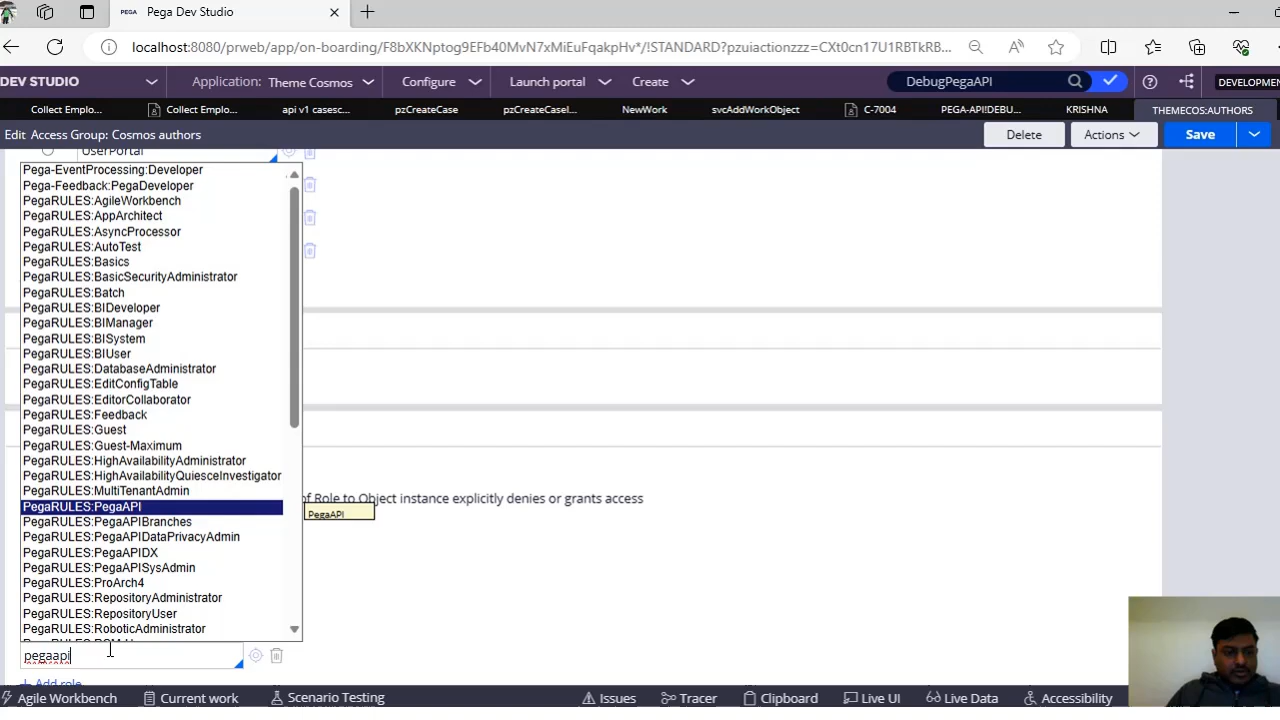 PEGA Pega Dev Studio
localhost:8080/prweb/app/on-boarding/F8bXKNptog9EFb40MvN7xMiEuFqakpHv*/!STANDARD?pzuiactionzzz=CXt0cn17U1RBTkRB...
DEV STUDIO Application: Theme Cosmos Configure Launch portal Create DebugPegaAPI DEVELOPMEN
Collect Emplo... Collect Emplo... api v1 casesc... pzCreateCase pzCreateCaseI... NewWork svcAddWorkObject C-7004 PEGA-API!DEBU... KRISHNA THEMECOS:AUTHORS
Edit Access Group: Cosmos authors Delete Actions Save
UserPortal
Pega-EventProcessing:Developer
Pega-Feedback:PegaDeveloper
PegaRULES:AgileWorkbench
PegaRULES:AppArchitect
PegaRULES:AsyncProcessor
PegaRULES:AutoTest
PegaRULES:Basics
PegaRULES:BasicSecurityAdministrator
PegaRULES:Batch
PegaRULES:BIDeveloper
PegaRULES:BIManager
PegaRULES:BISystem
PegaRULES:BIUser
PegaRULES:DatabaseAdministrator
PegaRULES:EditConfigTable
PegaRULES:EditorCollaborator
PegaRULES:Feedback
PegaRULES:Guest
PegaRULES:Guest-Maximum
PegaRULES:HighAvailabilityAdministrator
PegaRULES:HighAvailabilityQuiesceInvestigator
PegaRULES:MultiTenantAdmin
of Role to Object instance explicitly denies or grants access
PegaRULES:PegaAPI
PegaAPI
PegaRULES:PegaAPIBranches
PegaRULES:PegaAPIDataPrivacyAdmin
PegaRULES:PegaAPIDX
PegaRULES:PegaAPISysAdmin
PegaRULES:ProArch4
PegaRULES:RepositoryAdministrator
PegaRULES:RepositoryUser
PegaRULES:RoboticAdministrator
pegaapi
+ Add role
Agile Workbench Current work Scenario Testing Issues Tracer Clipboard Live UI Live Data Accessibility